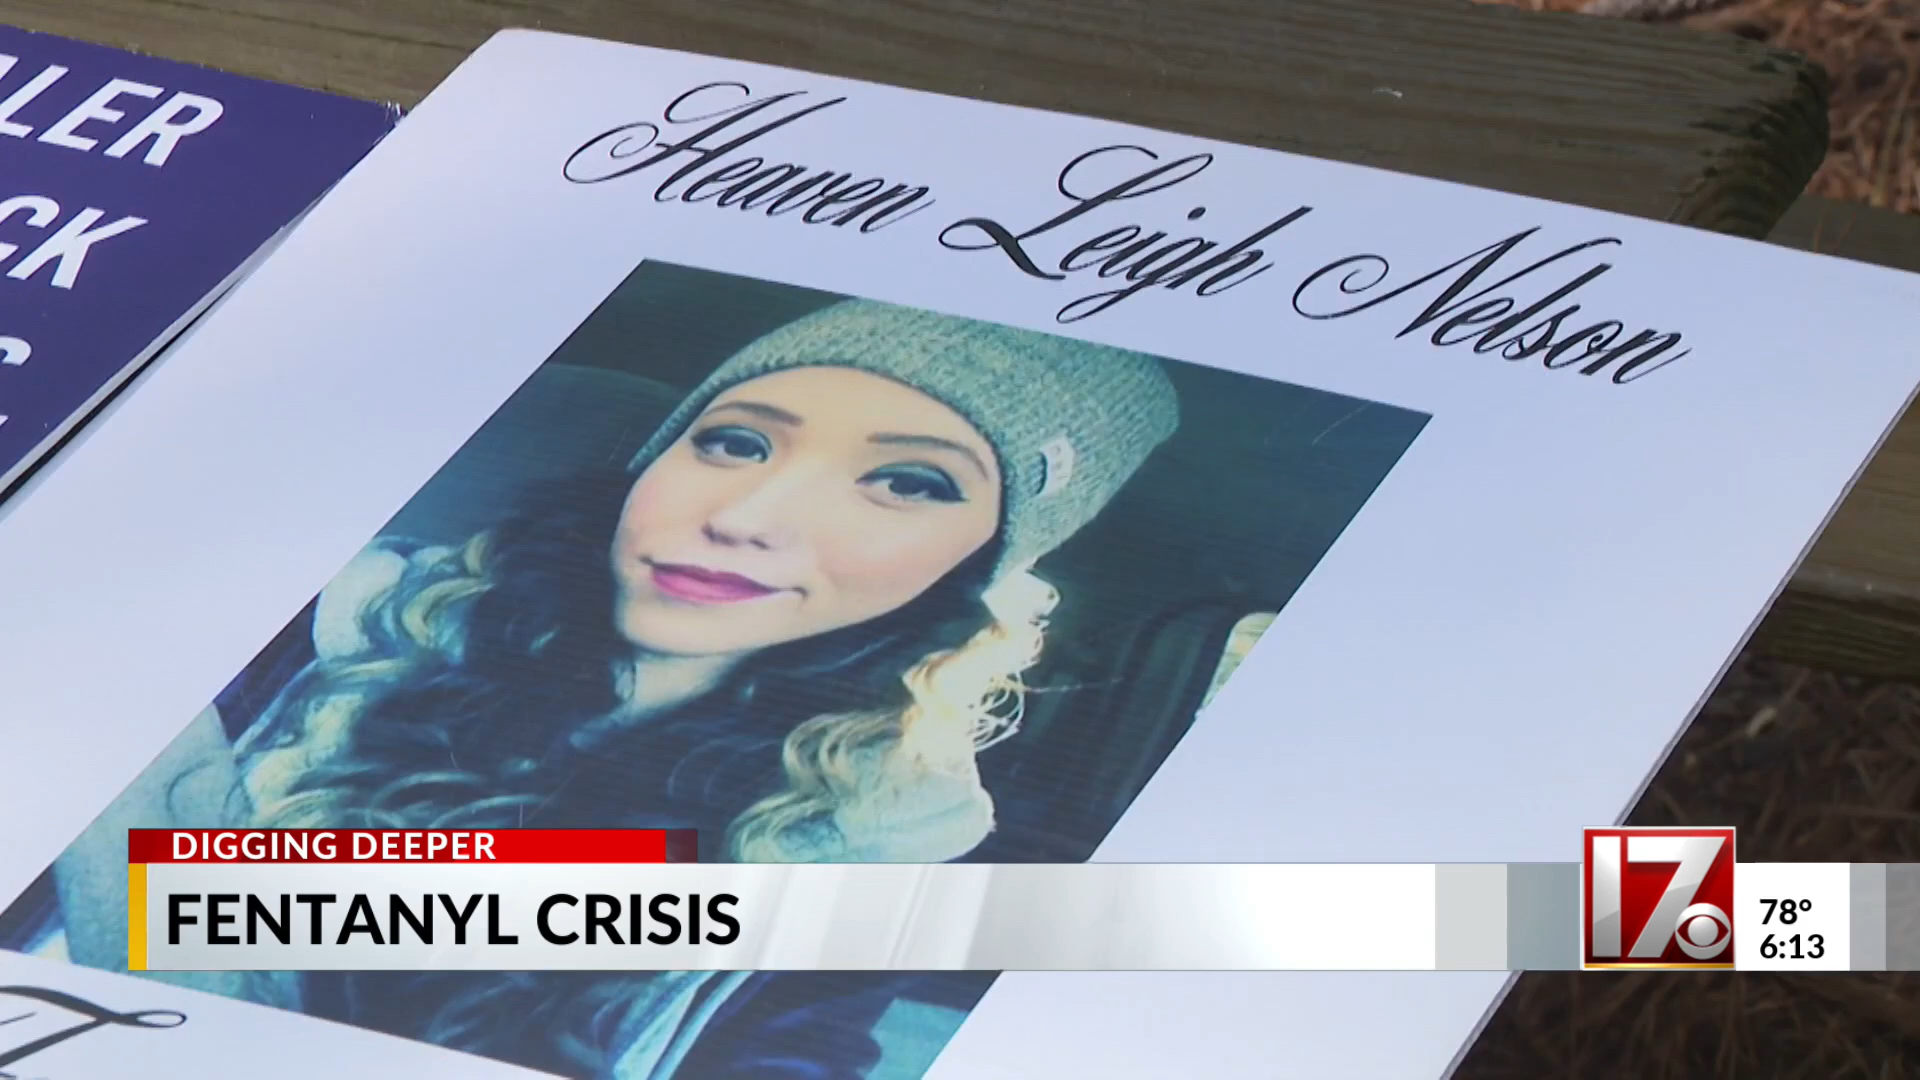 Heaven Leigh Nelson
DIGGING DEEPER
FENTANYL CRISIS
17
78°
6:13